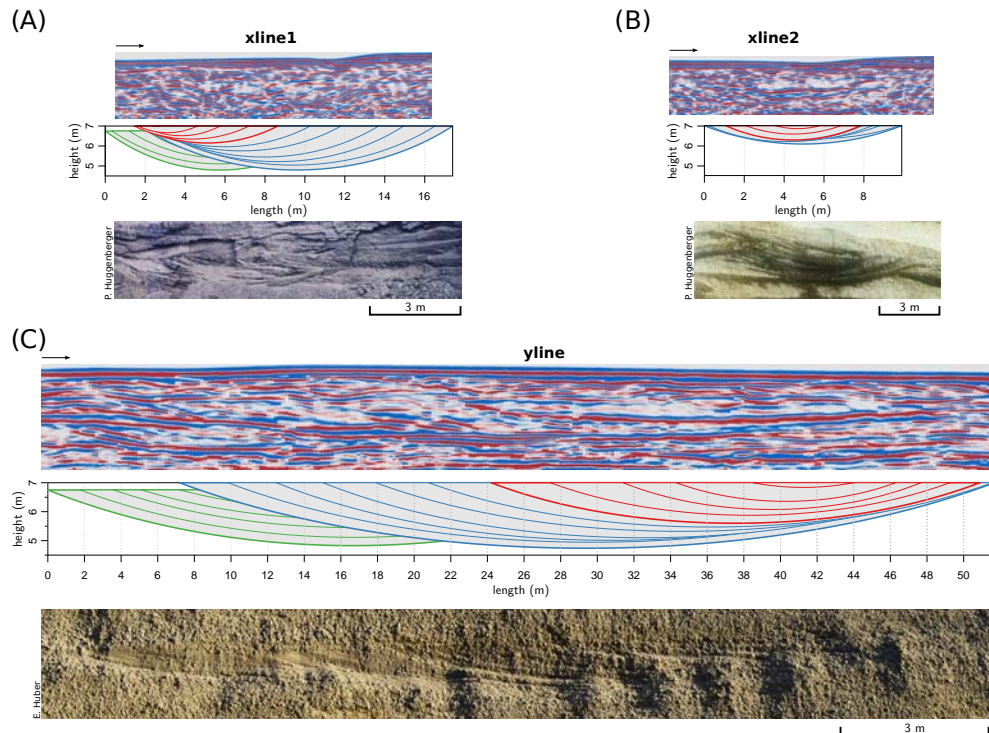 (A)
xline1
height (m)
7
6
5
0 2 4 6 8 10 12 14 16
length (m)
P. Huggenberger
3 m
(B)
xline2
height (m)
7
6
5
0 2 4 6 8
length (m)
P. Huggenberger
3 m
(C)
yline
height (m)
7
6
5
0 2 4 6 8 10 12 14 16 18 20 22 24 26 28 30 32 34 36 38 40 42 44 46 48 50
length (m)
E. Huber
3 m